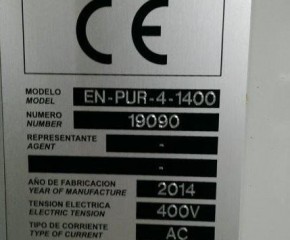 CE
MODELO EN-PUR-4-1400
MODEL
NUMERO 19090
NUMBER
REPRESENTANTE -
AGENT
-
AÑO DE FABRICACION 2014
YEAR OF MANUFACTURE
TENSION ELECTRICA 400V
ELECTRIC TENSION
TIPO DE CORRIENTE AC
TYPE OF CURRENT